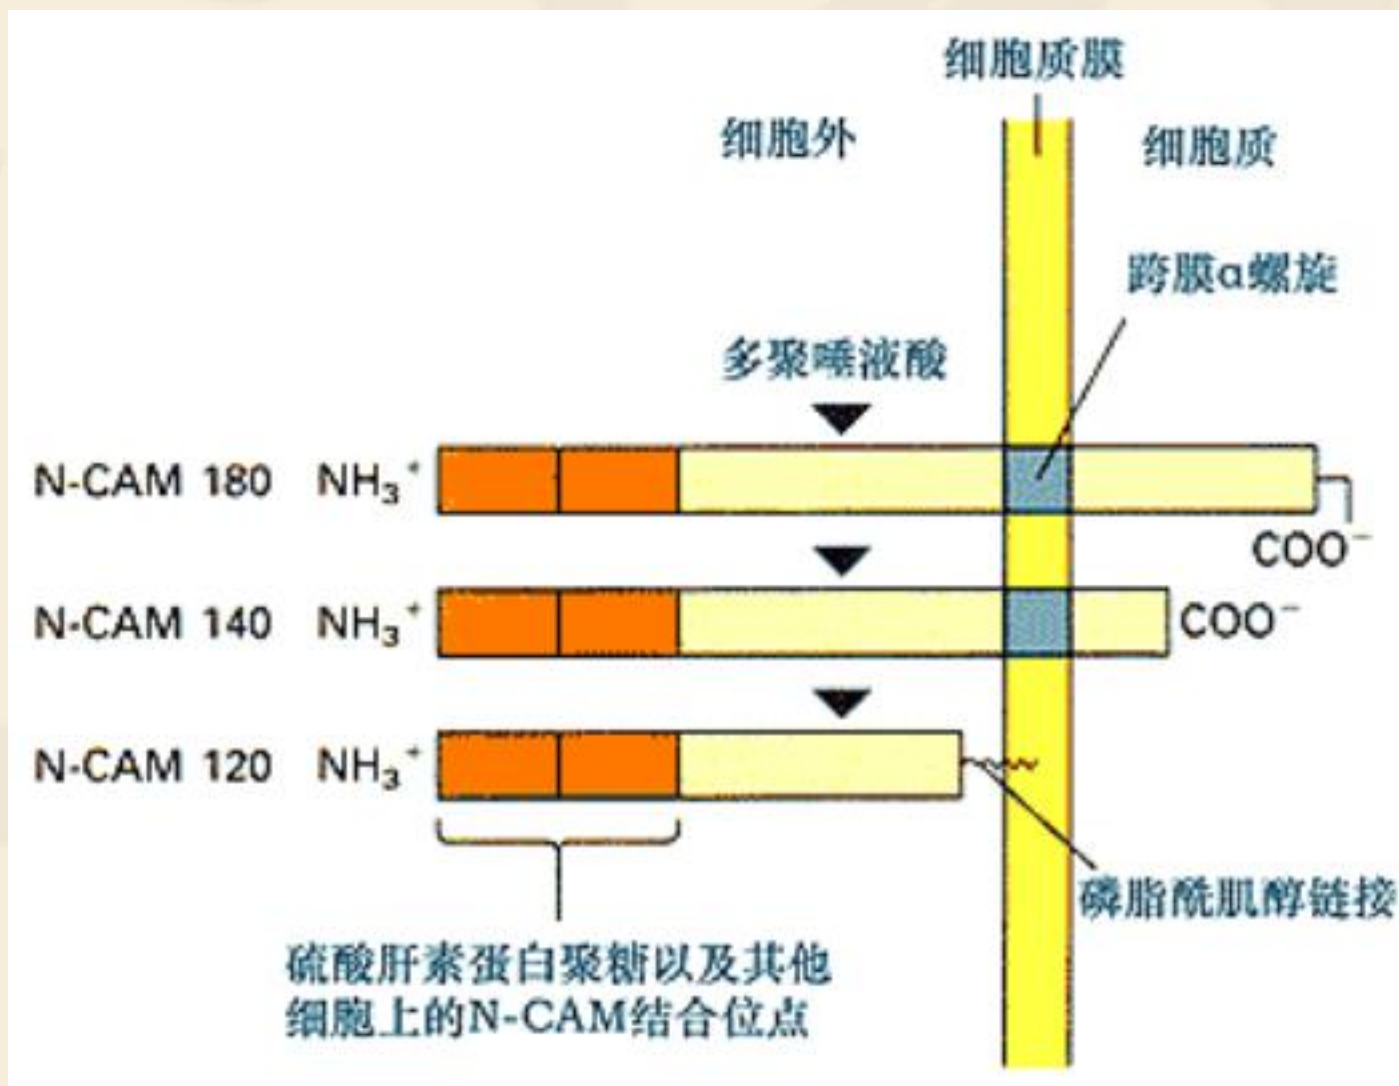 细胞质膜
细胞外
细胞质
跨膜α螺旋
多聚唾液酸
N-CAM 180 NH₃⁺
COO⁻
N-CAM 140 NH₃⁺ COO⁻
N-CAM 120 NH₃⁺
磷脂酰肌醇链接
硫酸肝素蛋白聚糖以及其他
细胞上的N-CAM结合位点